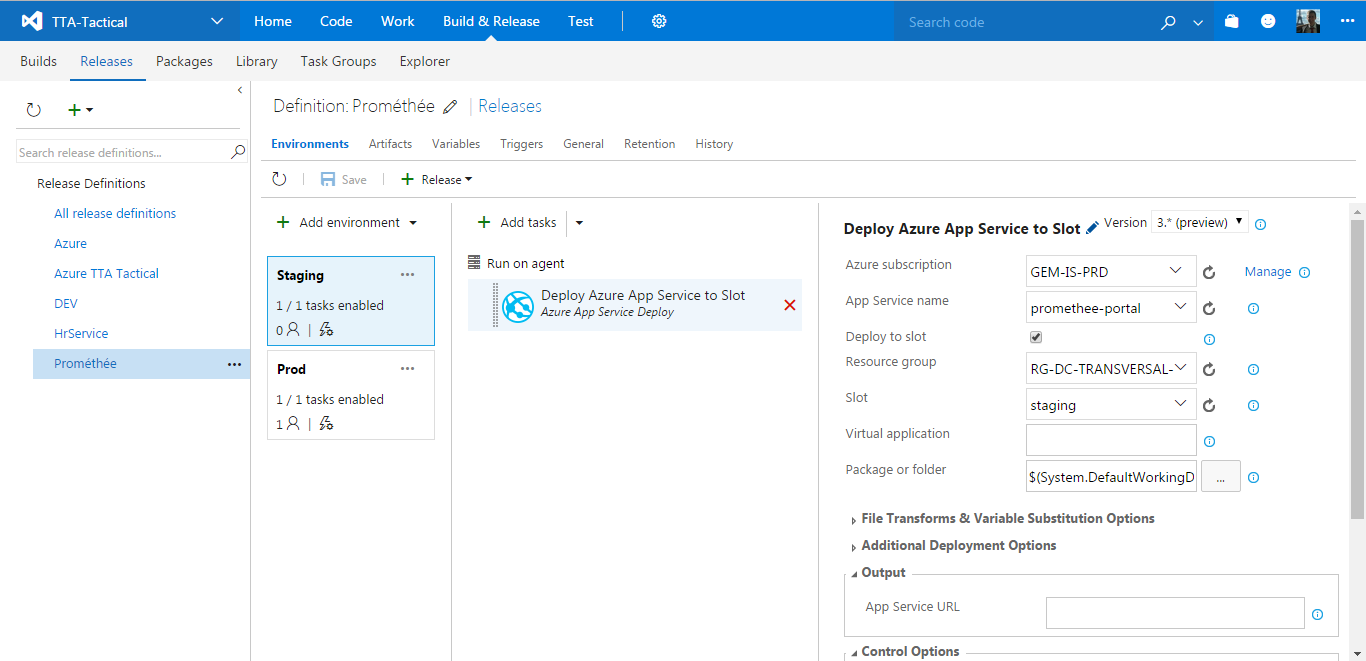 TTA-Tactical
Home Code Work Build & Release Test
Search code
Builds Releases Packages Library Task Groups Explorer
Search release definitions...
Release Definitions
All release definitions
Azure
Azure TTA Tactical
DEV
HrService
Prométhée
Definition: Prométhée | Releases
Environments Artifacts Variables Triggers General Retention History
Save
Release
Add environment
Staging
1 / 1 tasks enabled
0
Prod
1 / 1 tasks enabled
1
Add tasks
Run on agent
Deploy Azure App Service to Slot
Azure App Service Deploy
Deploy Azure App Service to Slot Version 3.* (preview)
Azure subscription GEM-IS-PRD Manage
App Service name promethee-portal
Deploy to slot
Resource group RG-DC-TRANSVERSAL-
Slot staging
Virtual application
Package or folder $(System.DefaultWorkingD ...
File Transforms & Variable Substitution Options
Additional Deployment Options
Output
App Service URL
Control Options